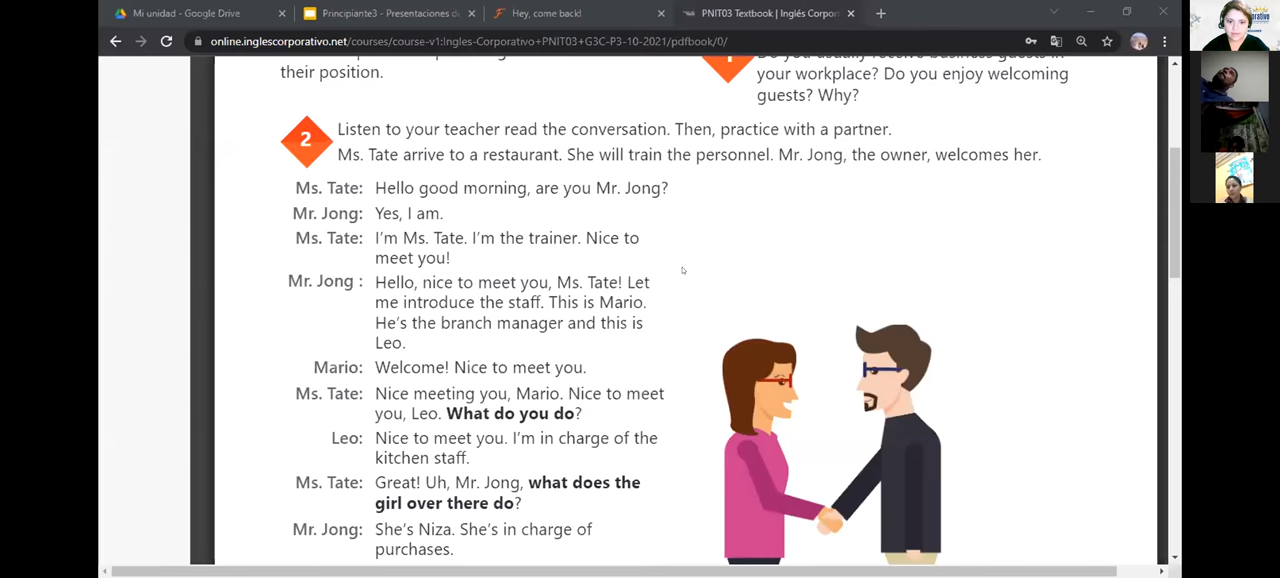 Mi unidad - Google Drive
Principiante3 - Presentaciones de
Hey, come back!
PNIT03 Textbook | Inglés Corpor
online.inglescorporativo.net/courses/course-v1:Ingles-Corporativo+PNIT03+G3C-P3-10-2021/pdfbook/0/
their position.
your workplace? Do you enjoy welcoming
guests? Why?
2
Listen to your teacher read the conversation. Then, practice with a partner.
Ms. Tate arrive to a restaurant. She will train the personnel. Mr. Jong, the owner, welcomes her.
Ms. Tate: Hello good morning, are you Mr. Jong?
Mr. Jong: Yes, I am.
Ms. Tate: I'm Ms. Tate. I'm the trainer. Nice to
meet you!
Mr. Jong : Hello, nice to meet you, Ms. Tate! Let
me introduce the staff. This is Mario.
He's the branch manager and this is
Leo.
Mario: Welcome! Nice to meet you.
Ms. Tate: Nice meeting you, Mario. Nice to meet
you, Leo. What do you do?
Leo: Nice to meet you. I'm in charge of the
kitchen staff.
Ms. Tate: Great! Uh, Mr. Jong, what does the
girl over there do?
Mr. Jong: She's Niza. She's in charge of
purchases.